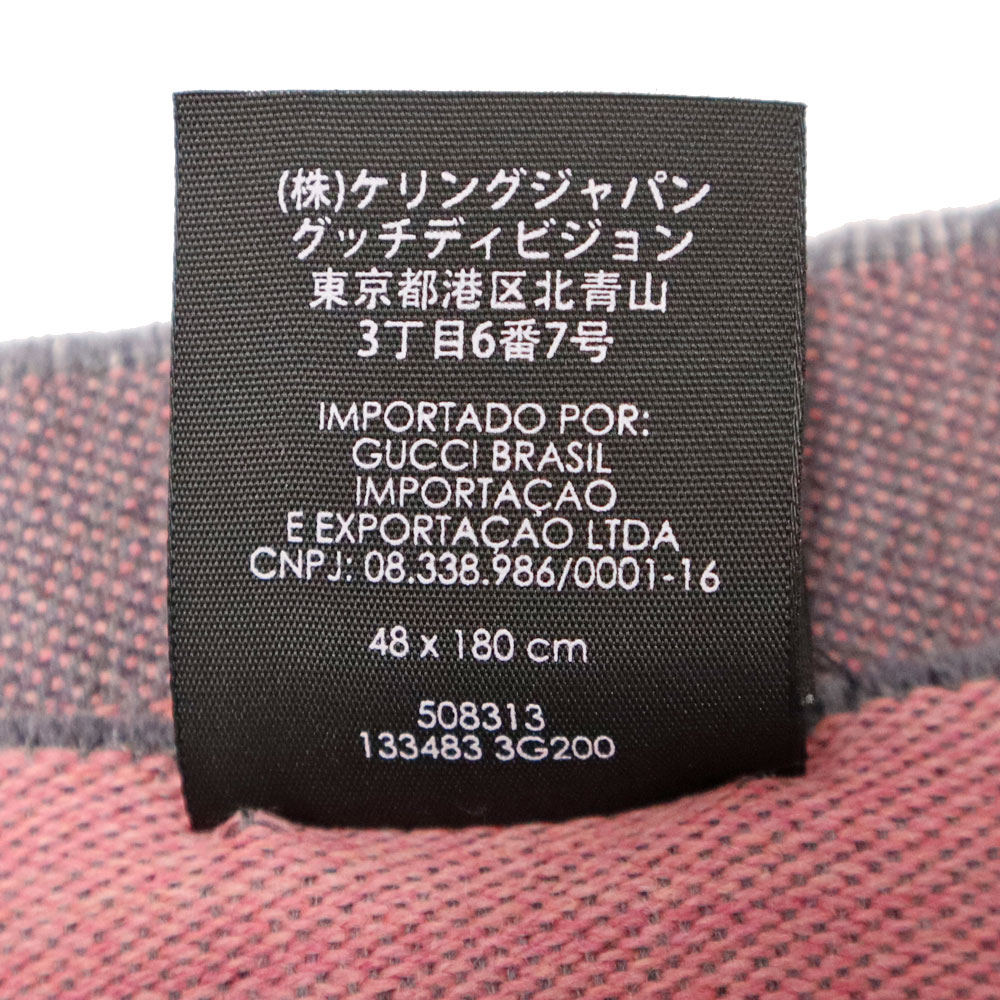 (株)ケリングジャパン
グッチディビジョン
東京都港区北青山
3丁目6番7号
IMPORTADO POR:
GUCCI BRASIL
IMPORTAÇAO
E EXPORTAÇAO LTDA
CNPJ: 08.338.986/0001-16
48 x 180 cm
508313
133483 3G200